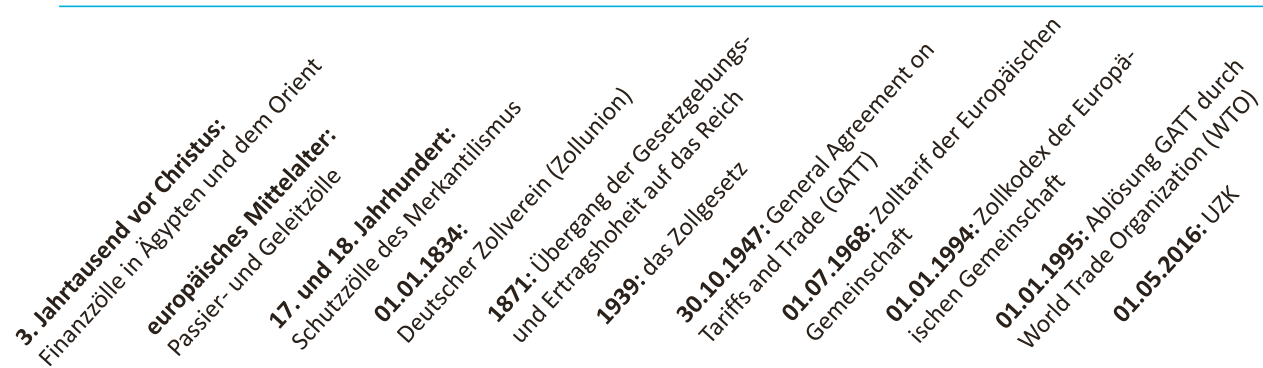 3. Jahrtausend vor Christus:
Finanzzölle in Ägypten und dem Orient
europäisches Mittelalter:
Passier- und Geleitzölle
17. und 18. Jahrhundert:
Schutzzölle des Merkantilismus
01.01.1834:
Deutscher Zollverein (Zollunion)
1871: Übergang der Gesetzgebungs-
und Ertragshoheit auf das Reich
1939: das Zollgesetz
30.10.1947: General Agreement on
Tariffs and Trade (GATT)
01.07.1968: Zolltarif der Europäischen
Gemeinschaft
01.01.1994: Zollkodex der Europä-
ischen Gemeinschaft
01.01.1995: Ablösung GATT durch
World Trade Organization (WTO)
01.05.2016: UZK